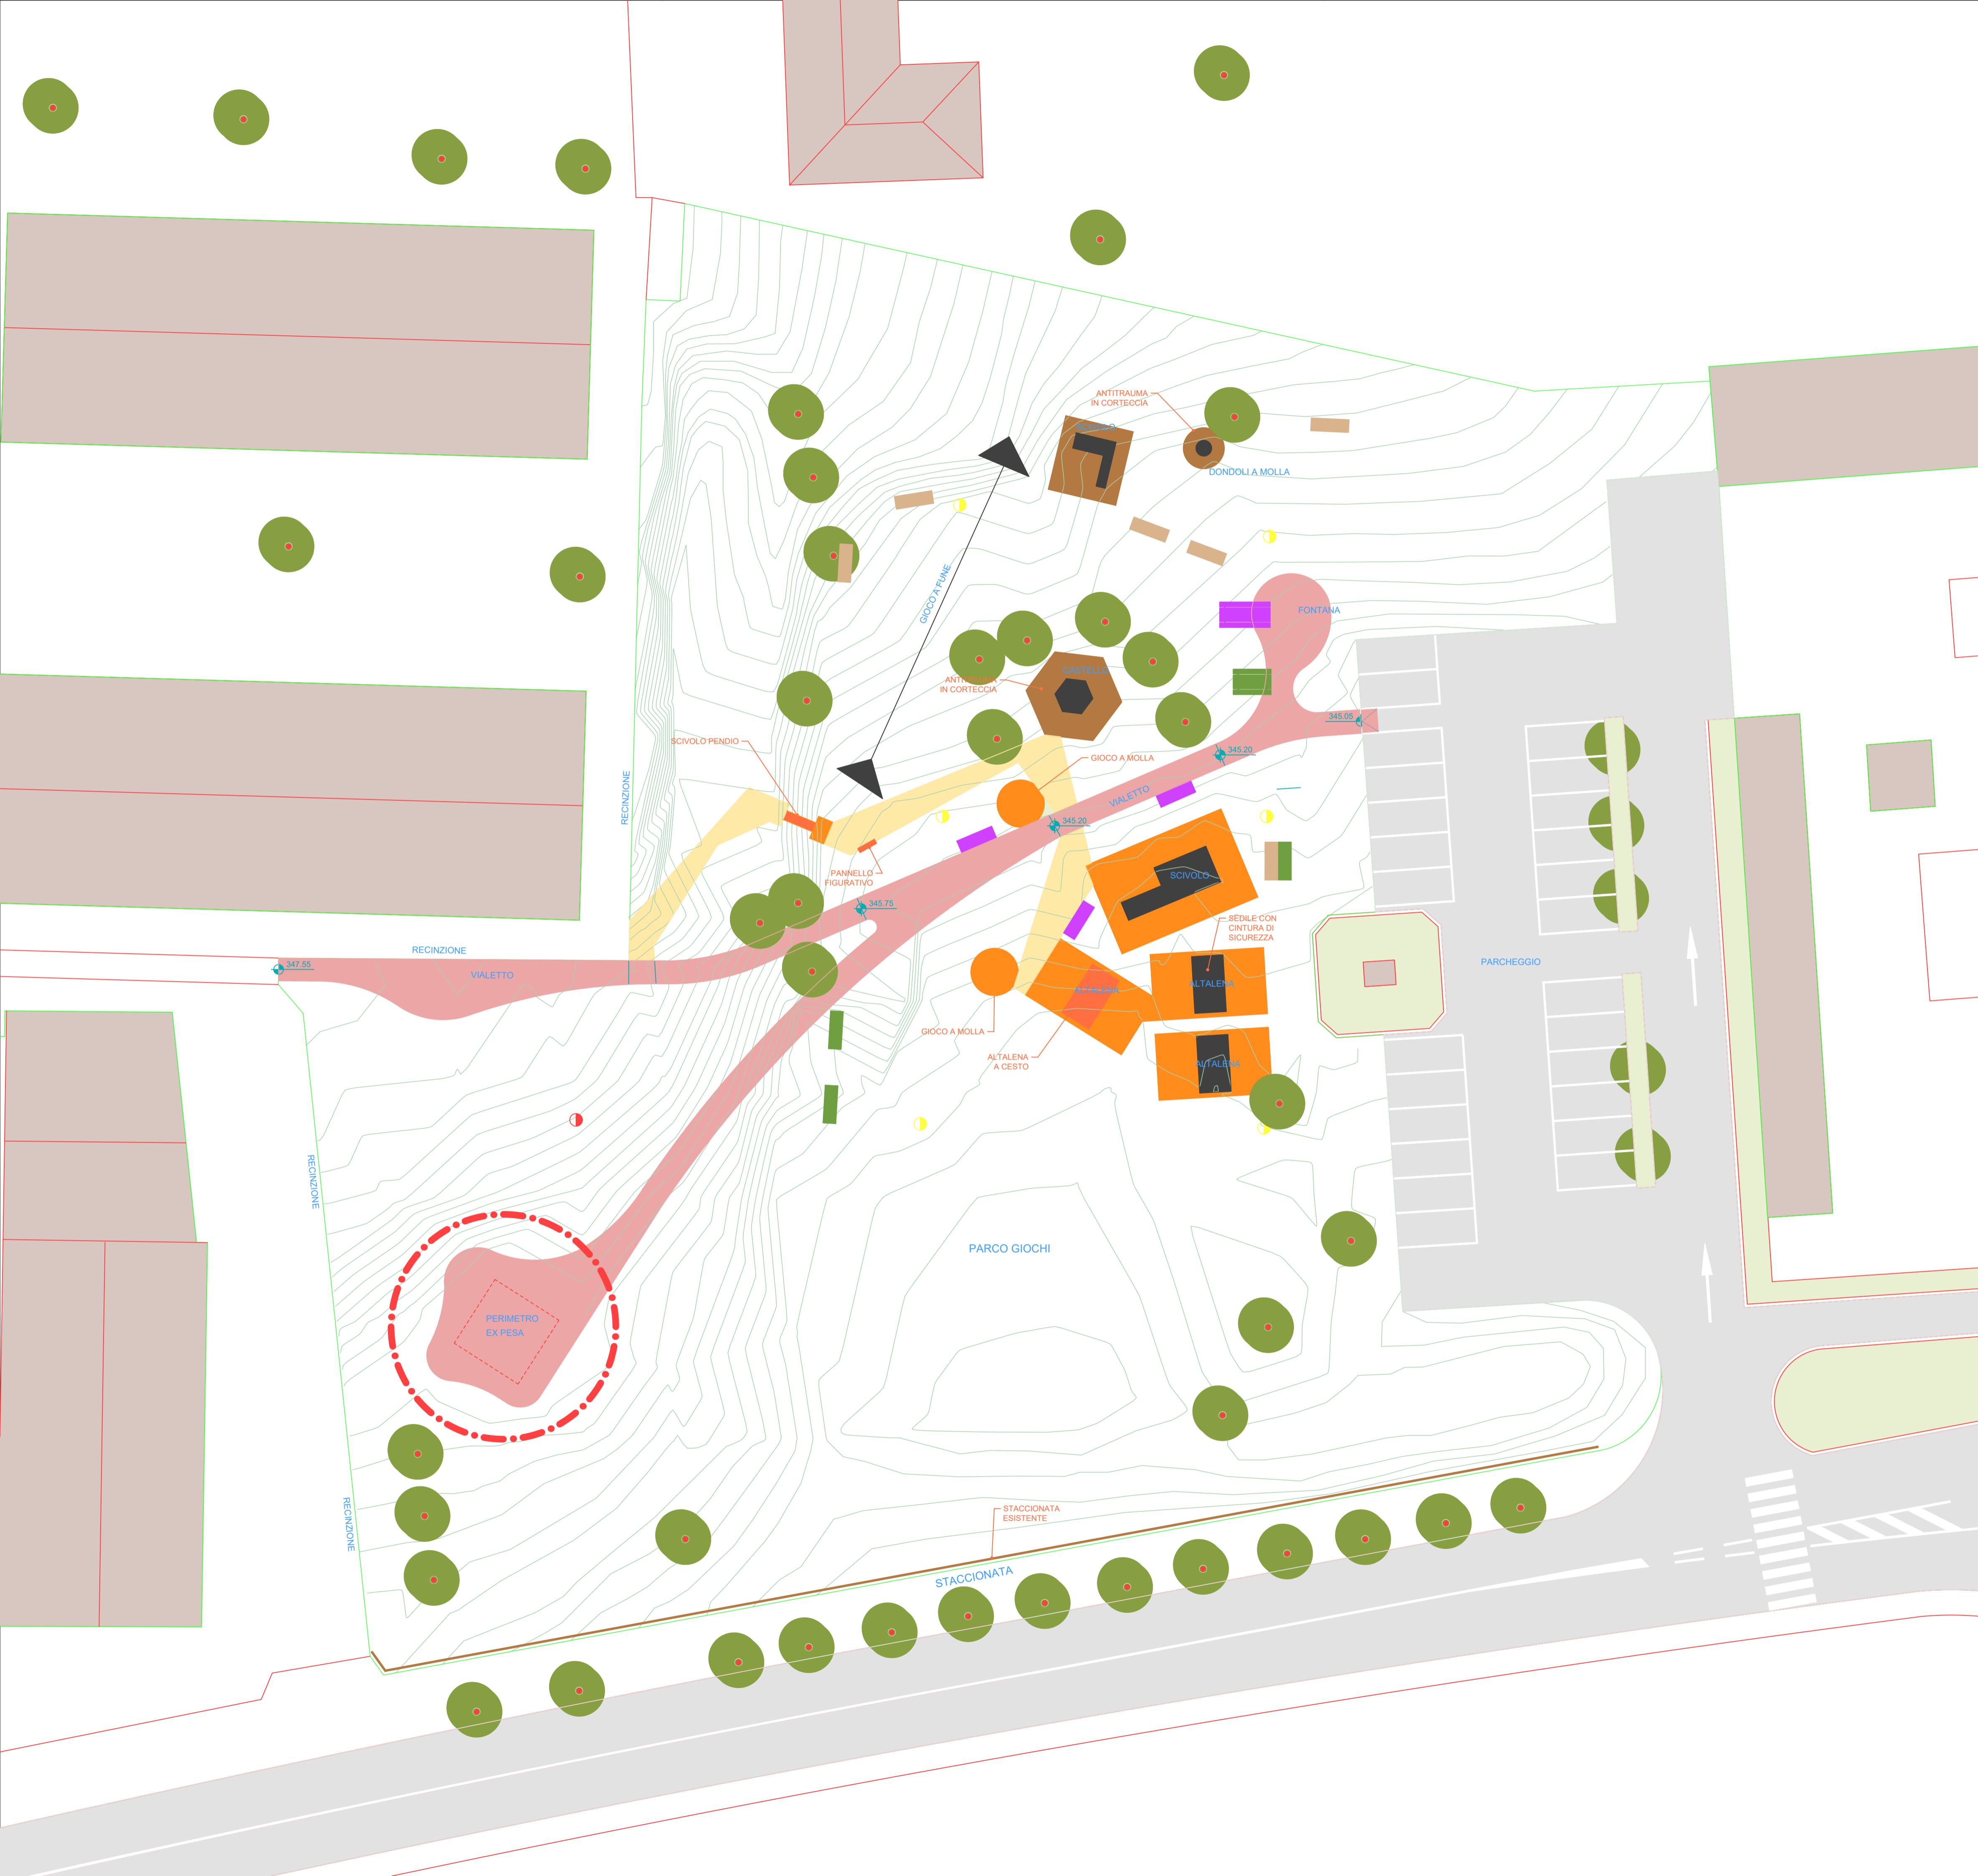 ANTITRAUMA
IN CORTECCIA
DONDOLI A MOLLA
GIOCO A FUNE
FONTANA
CASTELLO
IN CORTECCIA
345.05
SCIVOLO PENDIO
345.20
GIOCO A MOLLA
RECINZIONE
VIALETTO
345.20
PANNELLO
FIGURATIVO
SCIVOLO
345.75
SEDILE CON
CINTURA DI
SICUREZZA
RECINZIONE
347.55
VIALETTO
PARCHEGGIO
ALTALENA
ALTALENA
GIOCO A MOLLA
ALTALENA
A CESTO
ALTALENA
RECINZIONE
PARCO GIOCHI
PERIMETRO
EX PESA
RECINZIONE
STACCIONATA
ESISTENTE
STACCIONATA